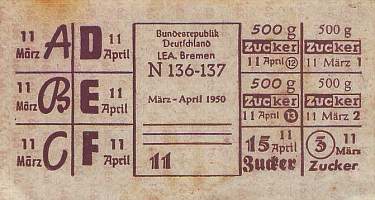 11 März A D 11 April
11 März B E 11 April
11 März C F 11 April
Bundesrepublik
Deutschland
LEA. Bremen
N 136-137
März - April 1950
11
500 g
Zucker
11 April 12
500 g
Zucker
11 März 1
500 g
Zucker
11 April 13
500 g
Zucker
11 März 2
15 11 April
Zucker
3 11 März
Zucker